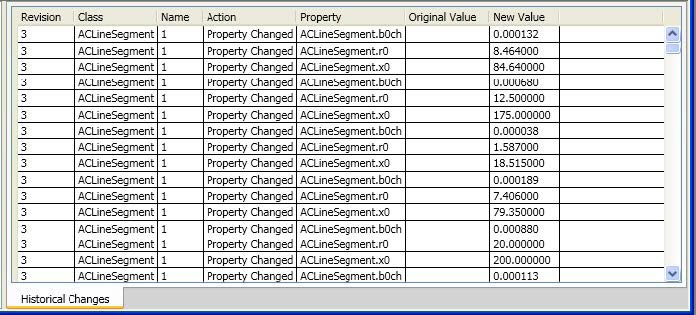 Revision Class Name Action Property Original Value New Value
3 ACLineSegment 1 Property Changed ACLineSegment.b0ch 0.000132
3 ACLineSegment 1 Property Changed ACLineSegment.r0 8.464000
3 ACLineSegment 1 Property Changed ACLineSegment.x0 84.640000
3 ACLineSegment 1 Property Changed ACLineSegment.b0ch 0.000680
3 ACLineSegment 1 Property Changed ACLineSegment.r0 12.500000
3 ACLineSegment 1 Property Changed ACLineSegment.x0 175.000000
3 ACLineSegment 1 Property Changed ACLineSegment.b0ch 0.000038
3 ACLineSegment 1 Property Changed ACLineSegment.r0 1.587000
3 ACLineSegment 1 Property Changed ACLineSegment.x0 18.515000
3 ACLineSegment 1 Property Changed ACLineSegment.b0ch 0.000189
3 ACLineSegment 1 Property Changed ACLineSegment.r0 7.406000
3 ACLineSegment 1 Property Changed ACLineSegment.x0 79.350000
3 ACLineSegment 1 Property Changed ACLineSegment.b0ch 0.000880
3 ACLineSegment 1 Property Changed ACLineSegment.r0 20.000000
3 ACLineSegment 1 Property Changed ACLineSegment.x0 200.000000
3 ACLineSegment 1 Property Changed ACLineSegment.b0ch 0.000113
Historical Changes